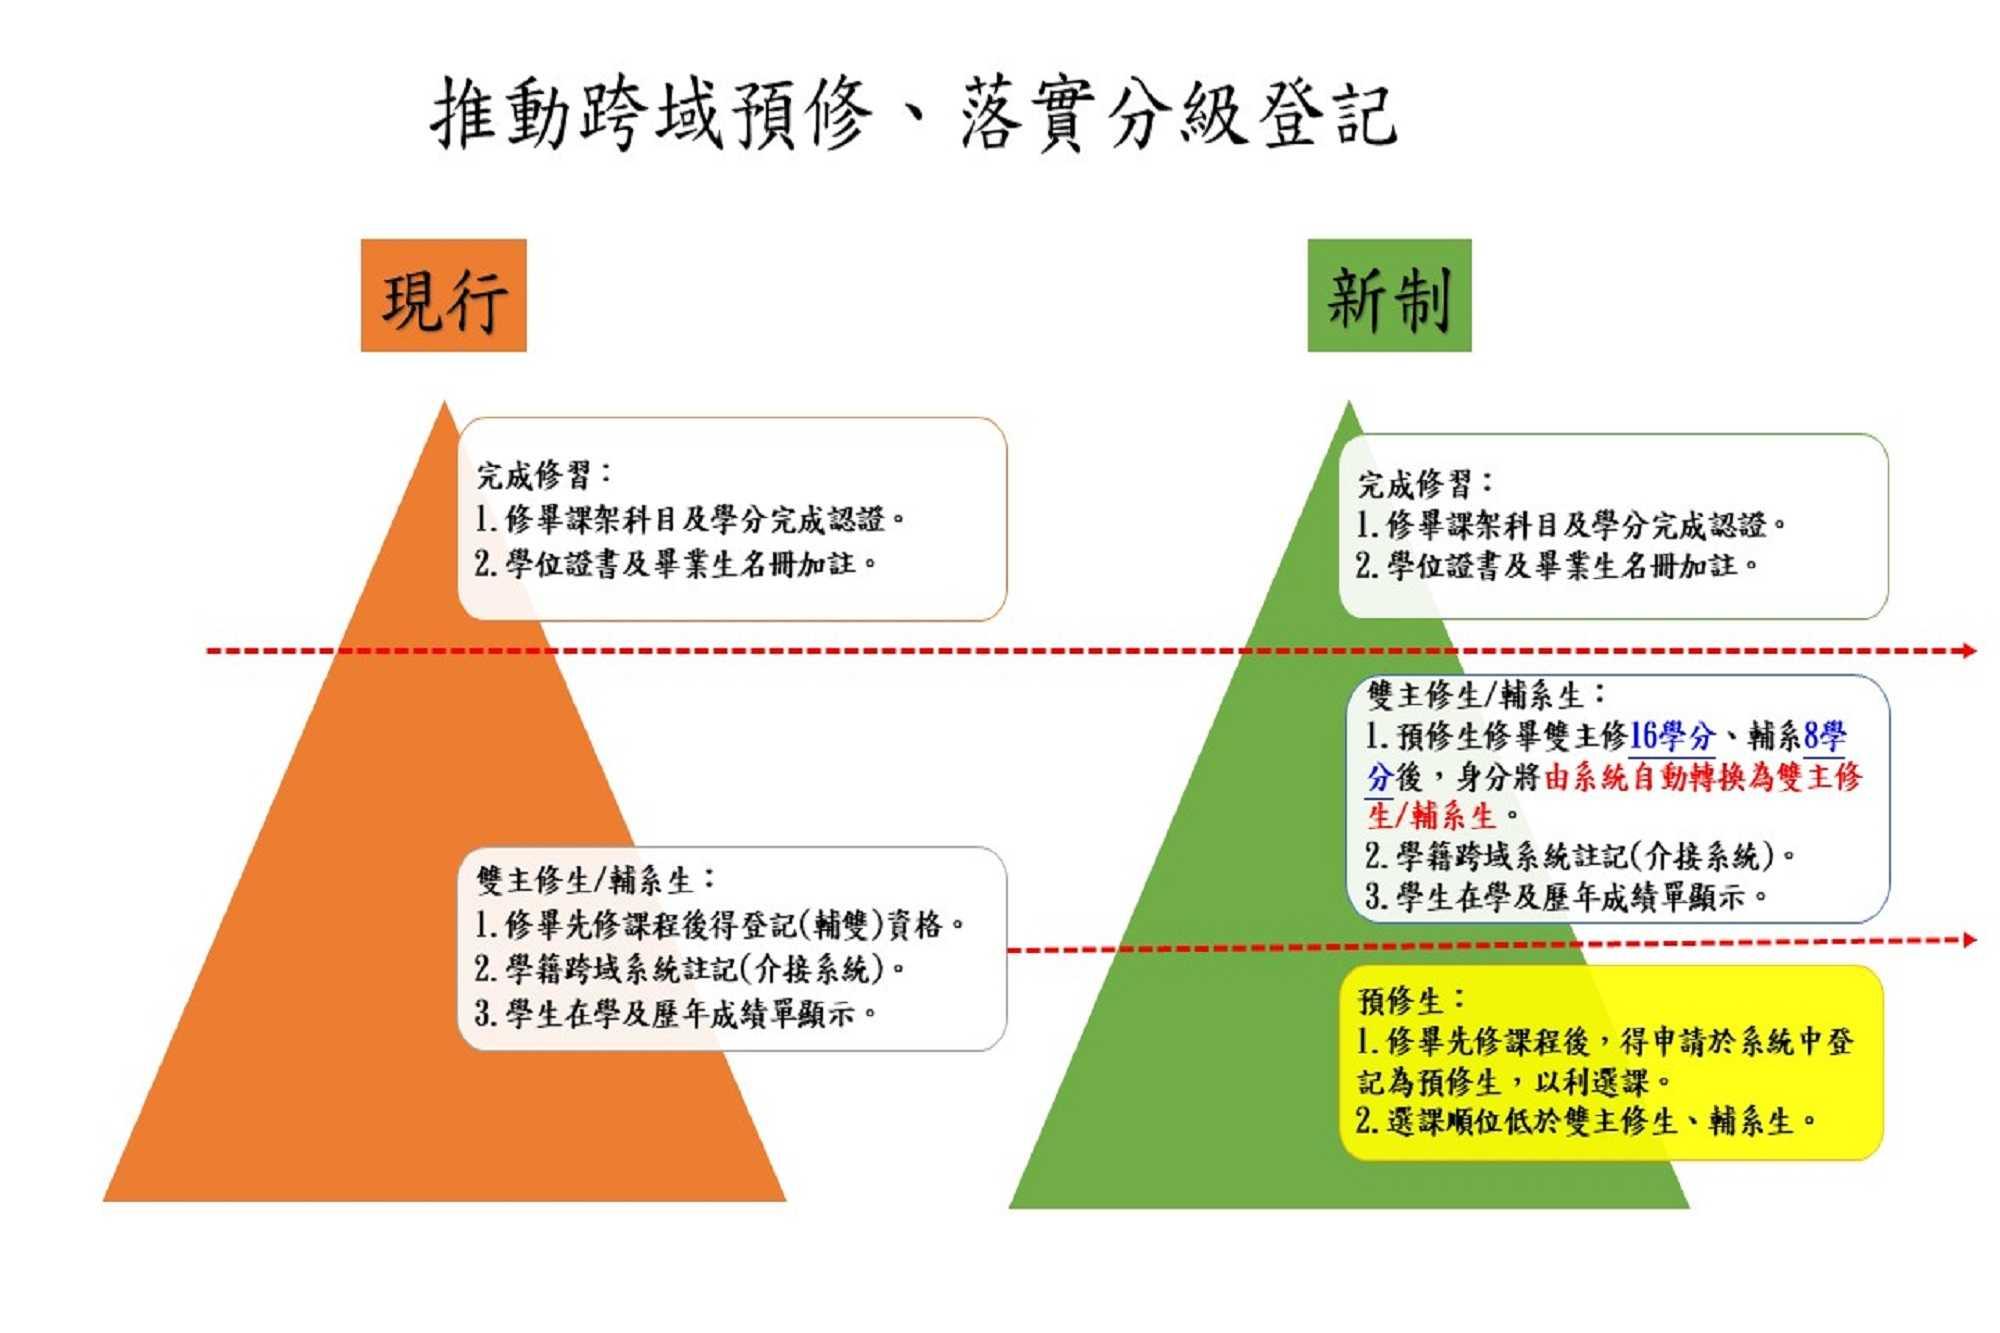 推動跨域預修、落實分級登記
現行
新制
完成修習：
1.修畢課架科目及學分完成認證。
2.學位證書及畢業生名冊加註。
雙主修生/輔系生：
1.修畢先修課程後得登記(輔雙)資格。
2.學籍跨域系統註記(介接系統)。
3.學生在學及歷年成績單顯示。
完成修習：
1.修畢課架科目及學分完成認證。
2.學位證書及畢業生名冊加註。
雙主修生/輔系生：
1.預修生修畢雙主修16學分、輔系8學
分後，身分將由系統自動轉換為雙主修
生/輔系生。
2.學籍跨域系統註記(介接系統)。
3.學生在學及歷年成績單顯示。
預修生：
1.修畢先修課程後，得申請於系統中登
記為預修生，以利選課。
2.選課順位低於雙主修生、輔系生。